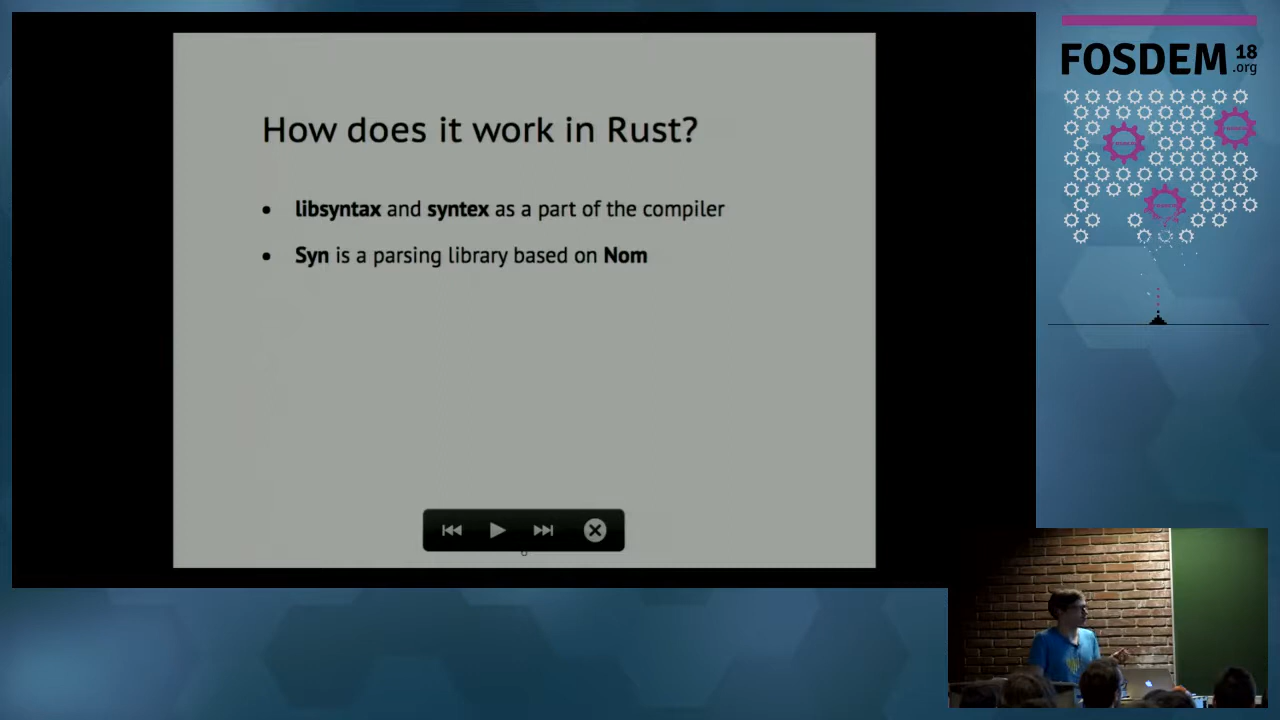 How does it work in Rust?
• libsyntax and syntex as a part of the compiler
• Syn is a parsing library based on Nom
6
FOSDEM 18
.org